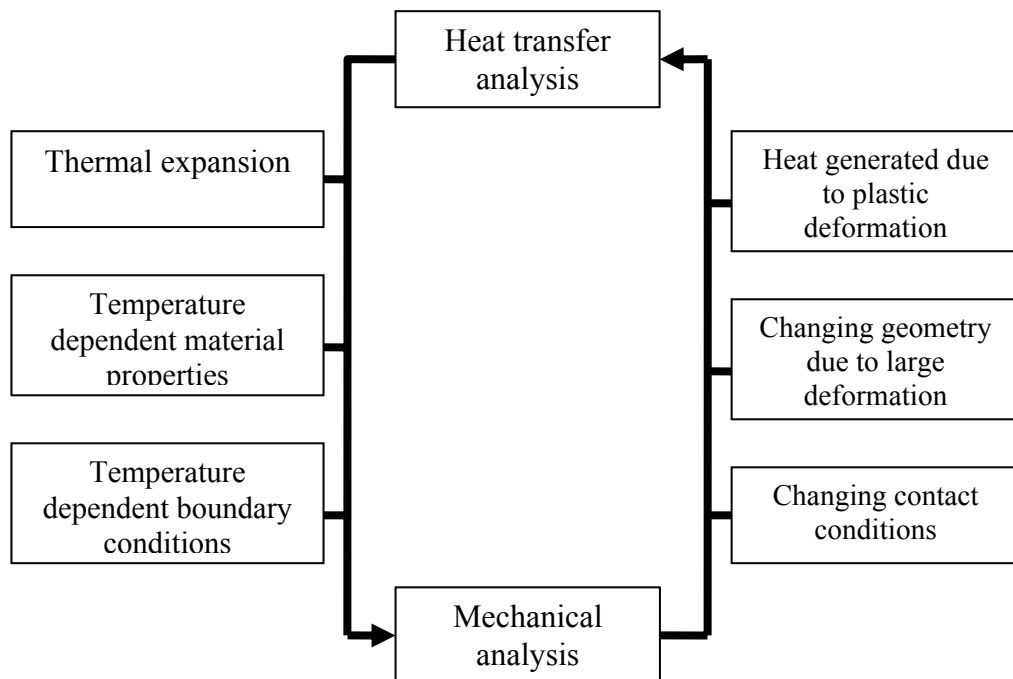 Heat transfer
analysis
Thermal expansion
Temperature
dependent material
properties
Temperature
dependent boundary
conditions
Heat generated due
to plastic
deformation
Changing geometry
due to large
deformation
Changing contact
conditions
Mechanical
analysis